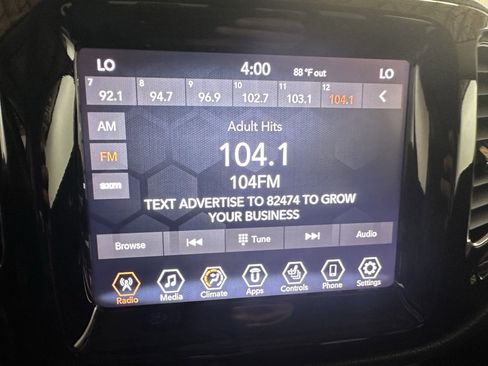 LO 4:00 88 °F out LO
7 8 9 10 11 12
92.1 94.7 96.9 102.7 103.1 104.1
AM
Adult Hits
FM
104.1
104FM
sxm
TEXT ADVERTISE TO 82474 TO GROW
YOUR BUSINESS
Browse Tune Audio
Radio Media Climate Apps Controls Phone Settings